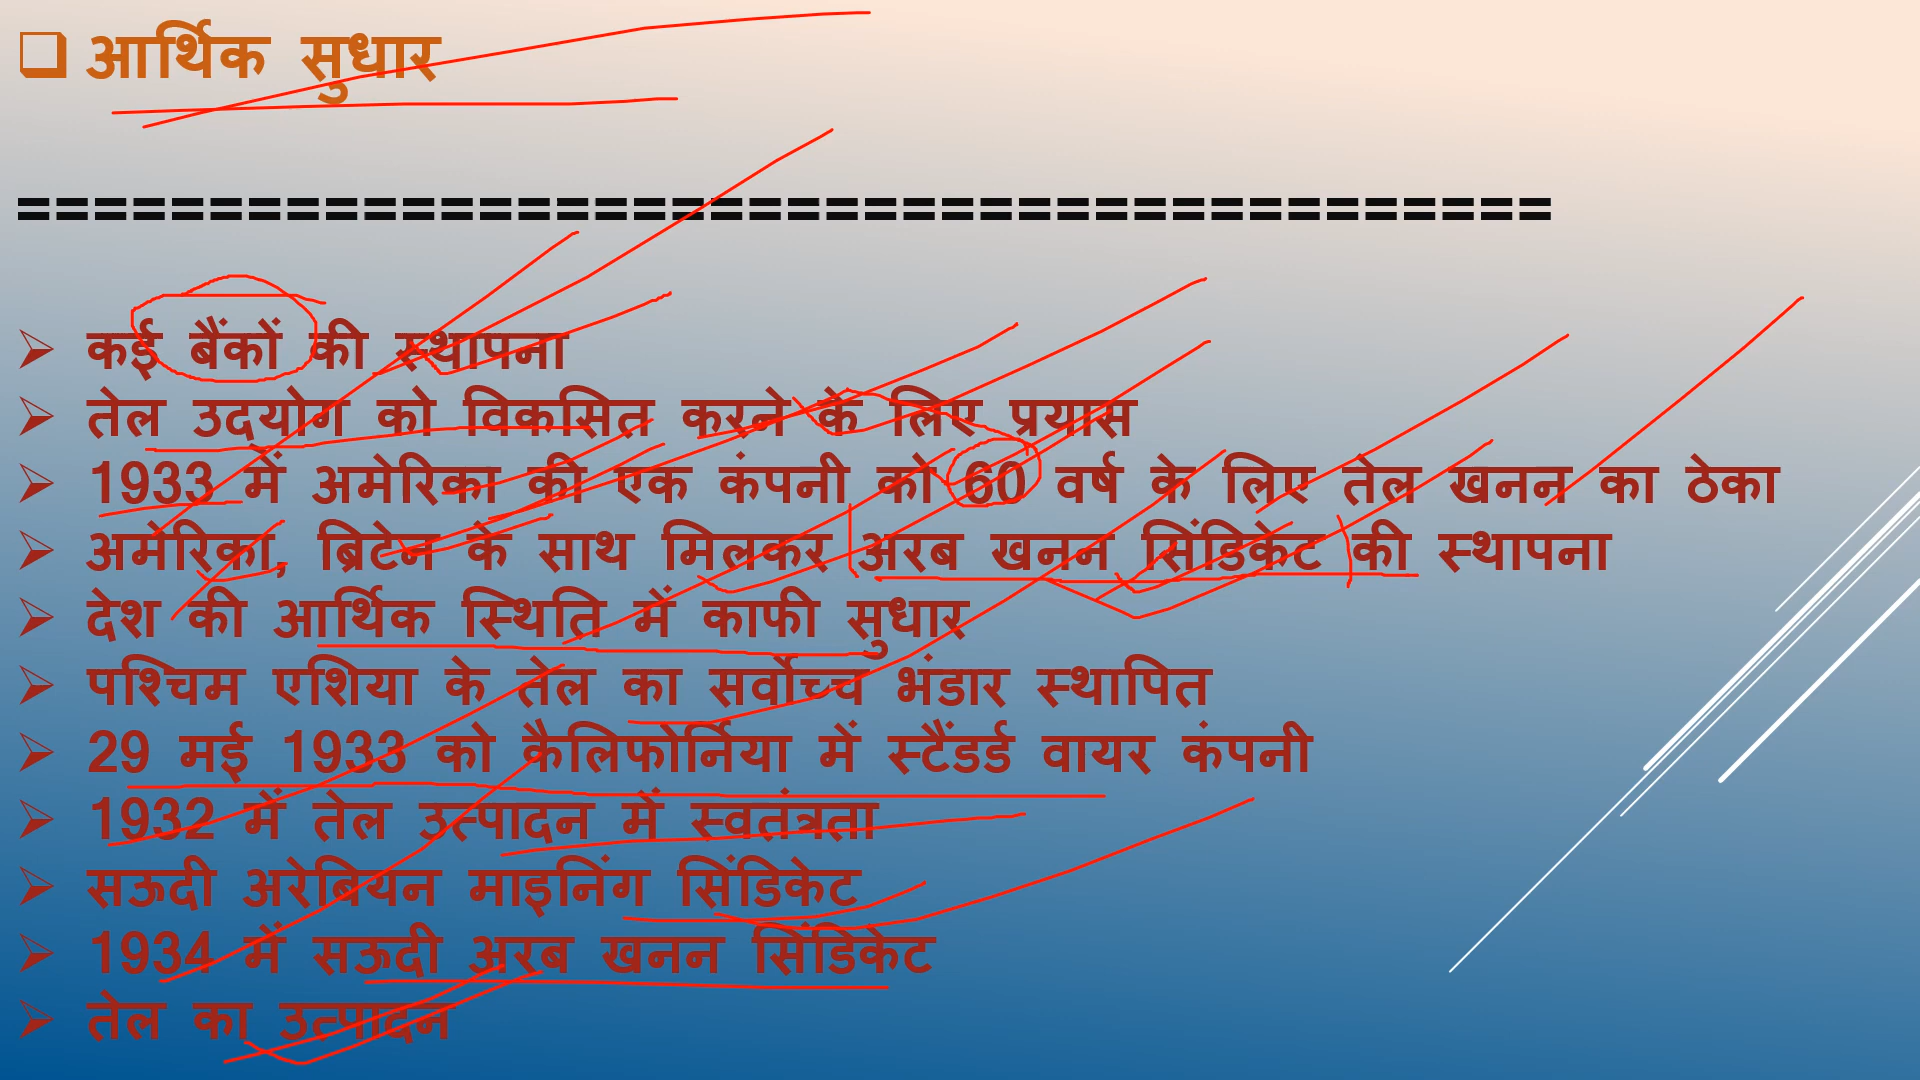 आर्थिक सुधार
========================================
कई बैंकों की स्थापना
तेल उदयोग को विकसित करने के लिए प्रयास
1933 में अमेरिका की एक कंपनी को 60 वर्ष के लिए तेल खनन का ठेका
अमेरिका, ब्रिटेन के साथ मिलकर अरब खनन सिंडिकेट की स्थापना
देश की आर्थिक स्थिति में काफी सुधार
पश्चिम एशिया के तेल का सर्वोच्च भंडार स्थापित
29 मई 1933 को कैलिफोर्निया में स्टैंडर्ड वायर कंपनी
1932 में तेल उत्पादन में स्वतंत्रता
सऊदी अरेबियन माइनिंग सिंडिकेट
1934 में सऊदी अरब खनन सिंडिकेट
तेल का उत्पादन